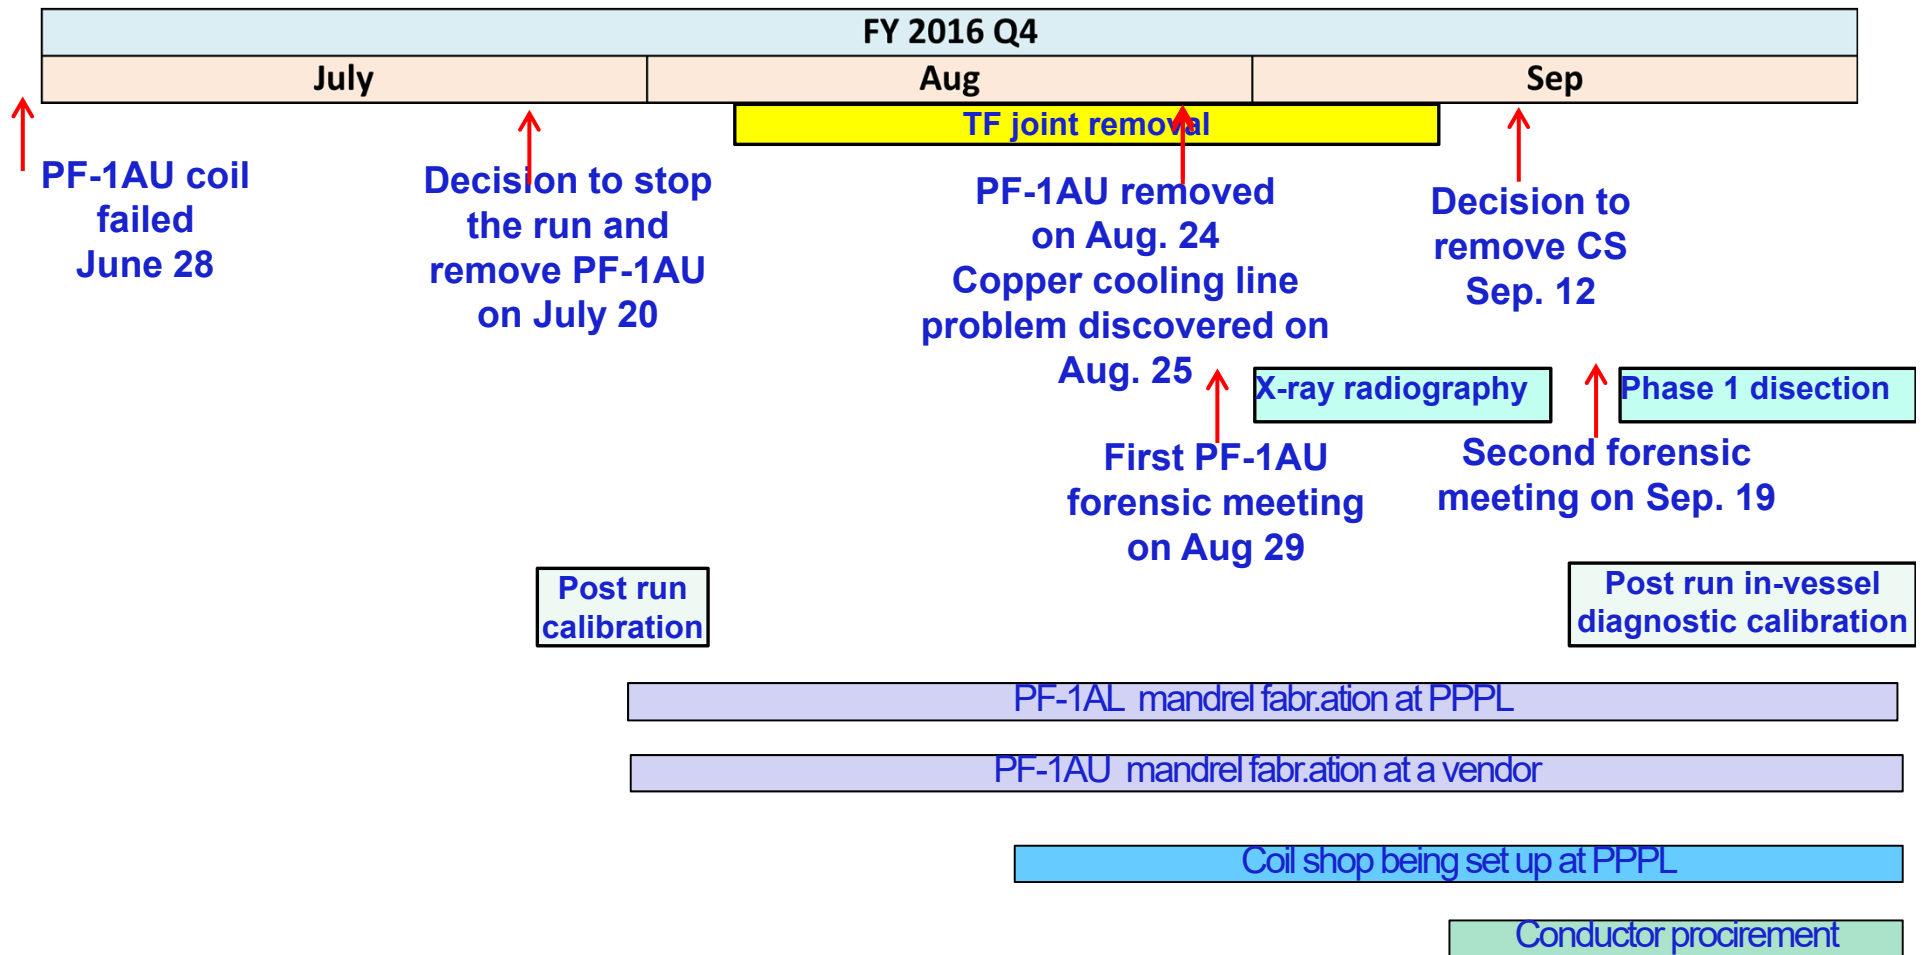 FY 2016 Q4
July
Aug
Sep
TF joint removal
PF-1AU coil
failed
June 28
Decision to stop
the run and
remove PF-1AU
on July 20
PF-1AU removed
on Aug. 24
Copper cooling line
problem discovered on
Aug. 25
Decision to
remove CS
Sep. 12
X-ray radiography
Phase 1 disection
First PF-1AU
forensic meeting
on Aug 29
Second forensic
meeting on Sep. 19
Post run
calibration
Post run in-vessel
diagnostic calibration
PF-1AL mandrel fabr.ation at PPPL
PF-1AU mandrel fabr.ation at a vendor
Coil shop being set up at PPPL
Conductor procirement